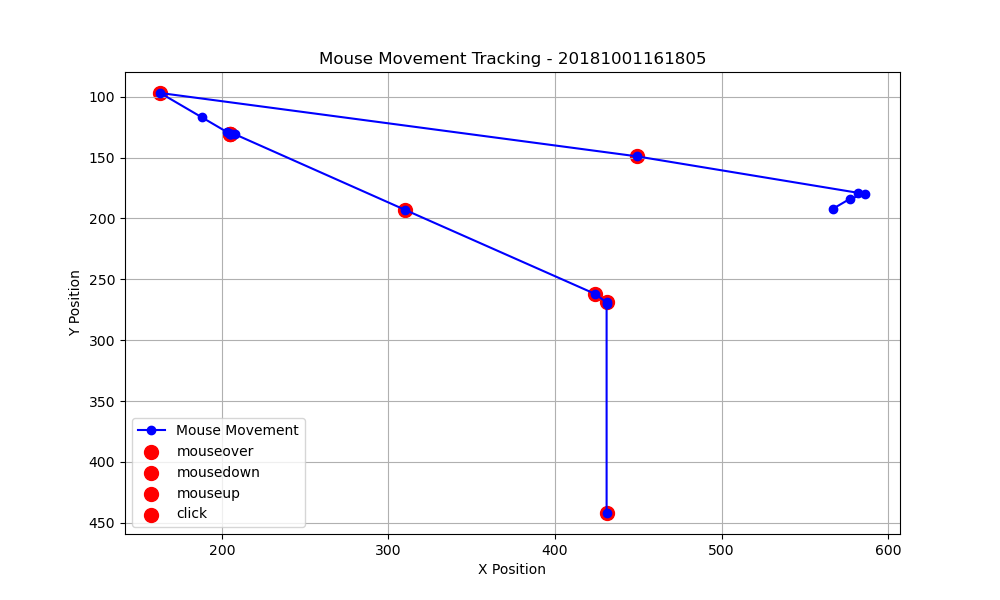 Mouse Movement Tracking - 20181001161805
100
150
200
250
300
350
400
450
Y Position
Mouse Movement
mouseover
mousedown
mouseup
click
200
300
400
500
600
X Position